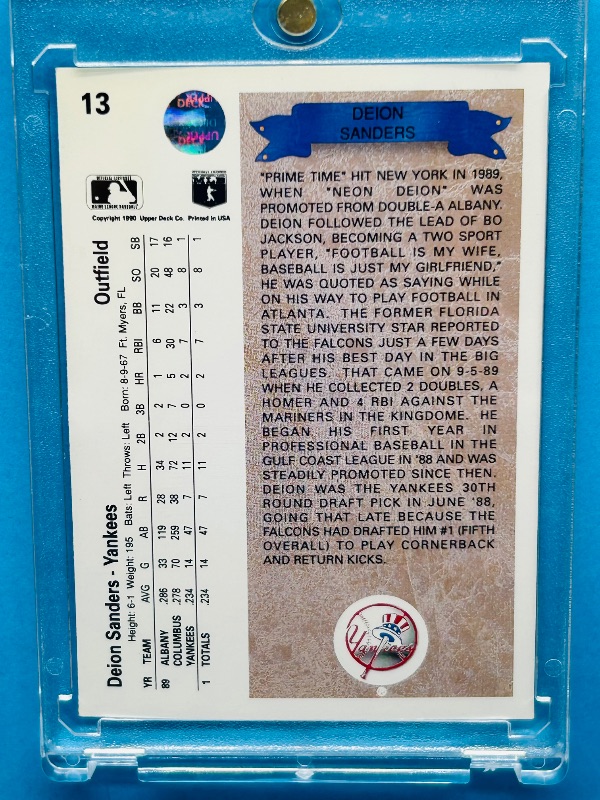 13
UPPER DECK
Copyright 1990 Upper Deck Co. Printed in USA
Deion Sanders - Yankees Outfield
Height: 6-1 Weight: 195 Bats: Left Throws: Left Born: 8-9-67 Ft. Myers, FL
YR TEAM AVG G AB R H 2B 3B HR RBI BB SO SB
89 ALBANY .286 33 119 28 34 2 2 1 6 11 20 17
COLUMBUS .278 70 259 38 72 12 7 5 30 22 48 16
YANKEES .234 14 47 7 11 2 0 2 7 3 8 1
1 TOTALS .234 14 47 7 11 2 0 2 7 3 8 1
DEION
SANDERS
"PRIME TIME" HIT NEW YORK IN 1989,
WHEN "NEON DEION" WAS
PROMOTED FROM DOUBLE-A ALBANY.
DEION FOLLOWED THE LEAD OF BO
JACKSON, BECOMING A TWO SPORT
PLAYER, "FOOTBALL IS MY WIFE,
BASEBALL IS JUST MY GIRLFRIEND,"
HE WAS QUOTED AS SAYING WHILE
ON HIS WAY TO PLAY FOOTBALL IN
ATLANTA. THE FORMER FLORIDA
STATE UNIVERSITY STAR REPORTED
TO THE FALCONS JUST A FEW DAYS
AFTER HIS BEST DAY IN THE BIG
LEAGUES. THAT CAME ON 9-5-89
WHEN HE COLLECTED 2 DOUBLES, A
HOMER AND 4 RBI AGAINST THE
MARINERS IN THE KINGDOME. HE
BEGAN HIS FIRST YEAR IN
PROFESSIONAL BASEBALL IN THE
GULF COAST LEAGUE IN '88 AND WAS
STEADILY PROMOTED SINCE THEN.
DEION WAS THE YANKEES 30TH
ROUND DRAFT PICK IN JUNE '88,
GOING THAT LATE BECAUSE THE
FALCONS HAD DRAFTED HIM #1 (FIFTH
OVERALL) TO PLAY CORNERBACK
AND RETURN KICKS.
Yankees